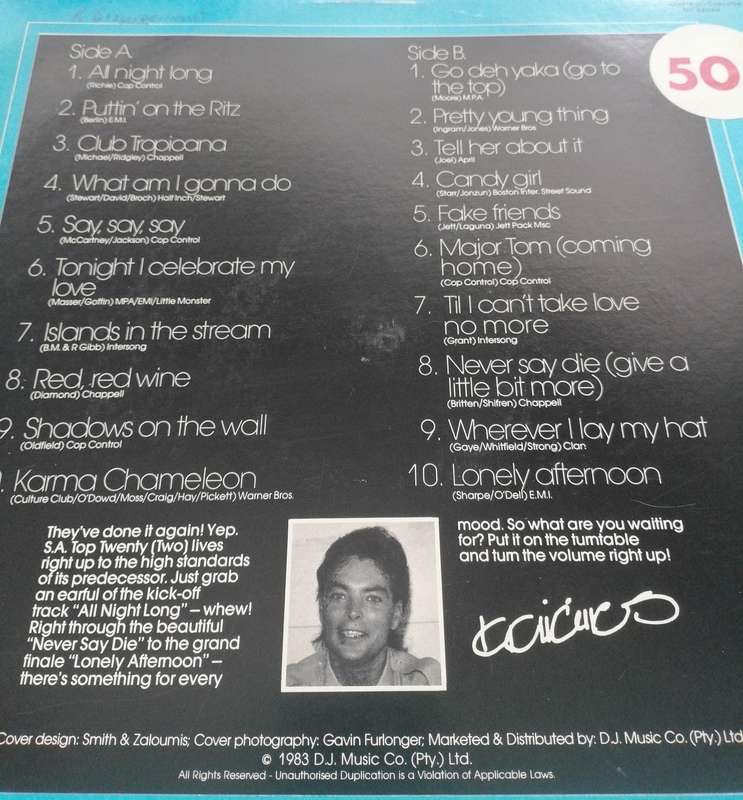 Side A.
1. All night long
(Richie) Cop Control
2. Puttin' on the Ritz
(Berlin) E.M.I.
3. Club Tropicana
(Michael/Ridgley) Chappell
4. What am I gonna do
(Stewart/David/Broch) Half Inch/Stewart
5. Say, say, say
(McCartney/Jackson) Cop Control
6. Tonight I celebrate my
love
(Masser/Goffin) MPA/EMI/Little Monster
7. Islands in the stream
(B.M. & R Gibb) Intersong
8. Red, red wine
(Diamond) Chappell
9. Shadows on the wall
(Oldfield) Cop Control
. Karma Chameleon
(Culture Club/O'Dowd/Moss/Craig/Hay/Pickett) Warner Bros.
Side B.
1. Go deh yaka (go to
the top)
(Moore) M.P.A.
2. Pretty young thing
(Ingram/Jones) Warner Bros
3. Tell her about it
(Joel) April
4. Candy girl
(Starr/Jonzun) Boston Inter. Street Sound
5. Fake friends
(Jett/Laguna) Jett Pack Msc
6. Major Tom (coming
home)
(Cop Control) Cop Control
7. Til I can't take love
no more
(Grant) Intersong
8. Never say die (give a
little bit more)
(Britten/Shifren) Chappell
9. Wherever I lay my hat
(Gaye/Whitfield/Strong) Clan
10. Lonely afternoon
(Sharpe/O'Dell) E.M.I.
50
They've done it again! Yep.
S.A. Top Twenty (Two) lives
right up to the high standards
of its predecessor. Just grab
an earful of the kick-off
track "All Night Long" – whew!
Right through the beautiful
"Never Say Die" to the grand
finale "Lonely Afternoon" –
there's something for every
mood. So what are you waiting
for? Put it on the turntable
and turn the volume right up!
Cover design: Smith & Zaloumis; Cover photography: Gavin Furlonger; Marketed & Distributed by: D.J. Music Co. (Pty.) Ltd
© 1983 D.J. Music Co. (Pty.) Ltd.
All Rights Reserved - Unauthorised Duplication is a Violation of Applicable Laws.